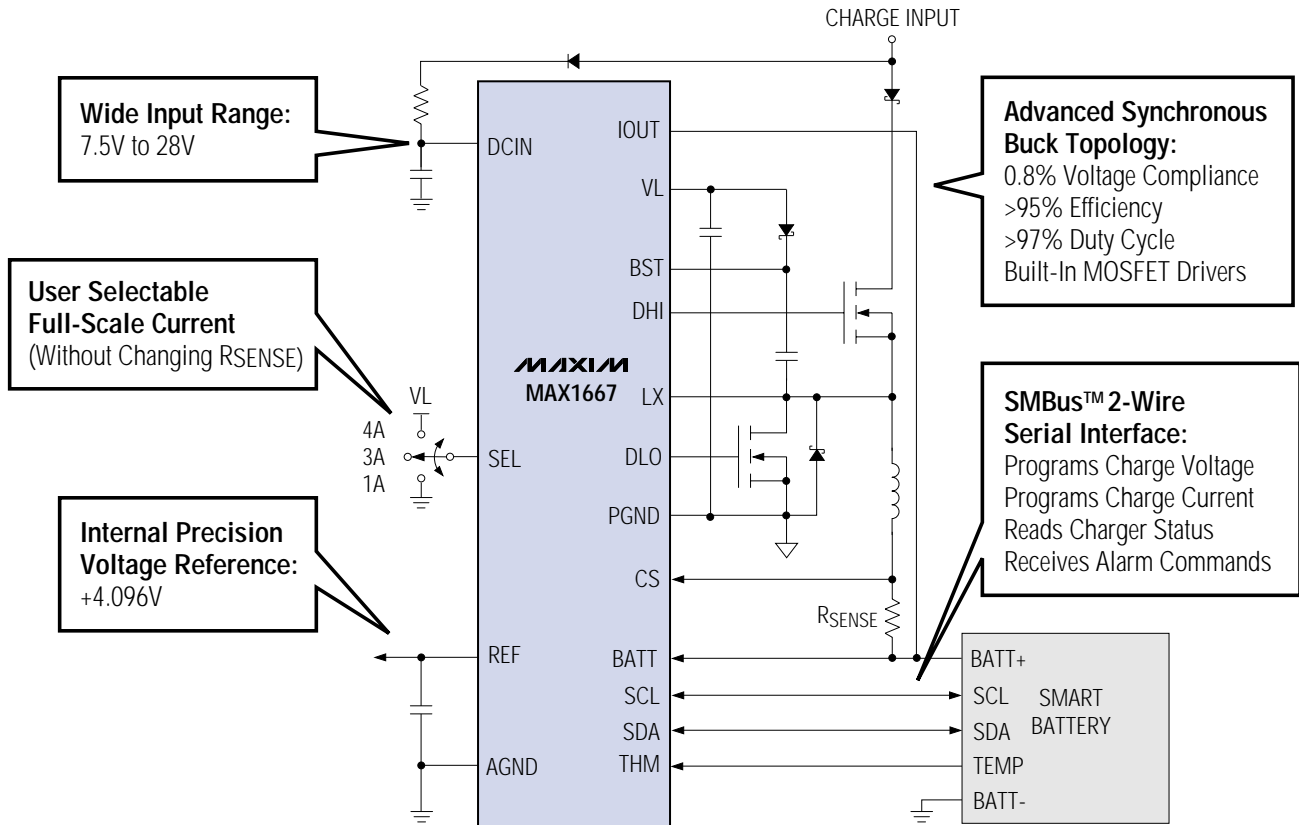 CHARGE INPUT
Wide Input Range:
7.5V to 28V
User Selectable
Full-Scale Current
(Without Changing RSENSE)
VL
4A
3A
1A
Internal Precision
Voltage Reference:
+4.096V
DCIN
SEL
REF
AGND
MAXIM
MAX1667
IOUT
VL
BST
DHI
LX
DLO
PGND
CS
BATT
SCL
SDA
THM
RSENSE
Advanced Synchronous
Buck Topology:
0.8% Voltage Compliance
>95% Efficiency
>97% Duty Cycle
Built-In MOSFET Drivers
SMBus™ 2-Wire
Serial Interface:
Programs Charge Voltage
Programs Charge Current
Reads Charger Status
Receives Alarm Commands
BATT+
SCL
SDA
TEMP
BATT-
SMART
BATTERY